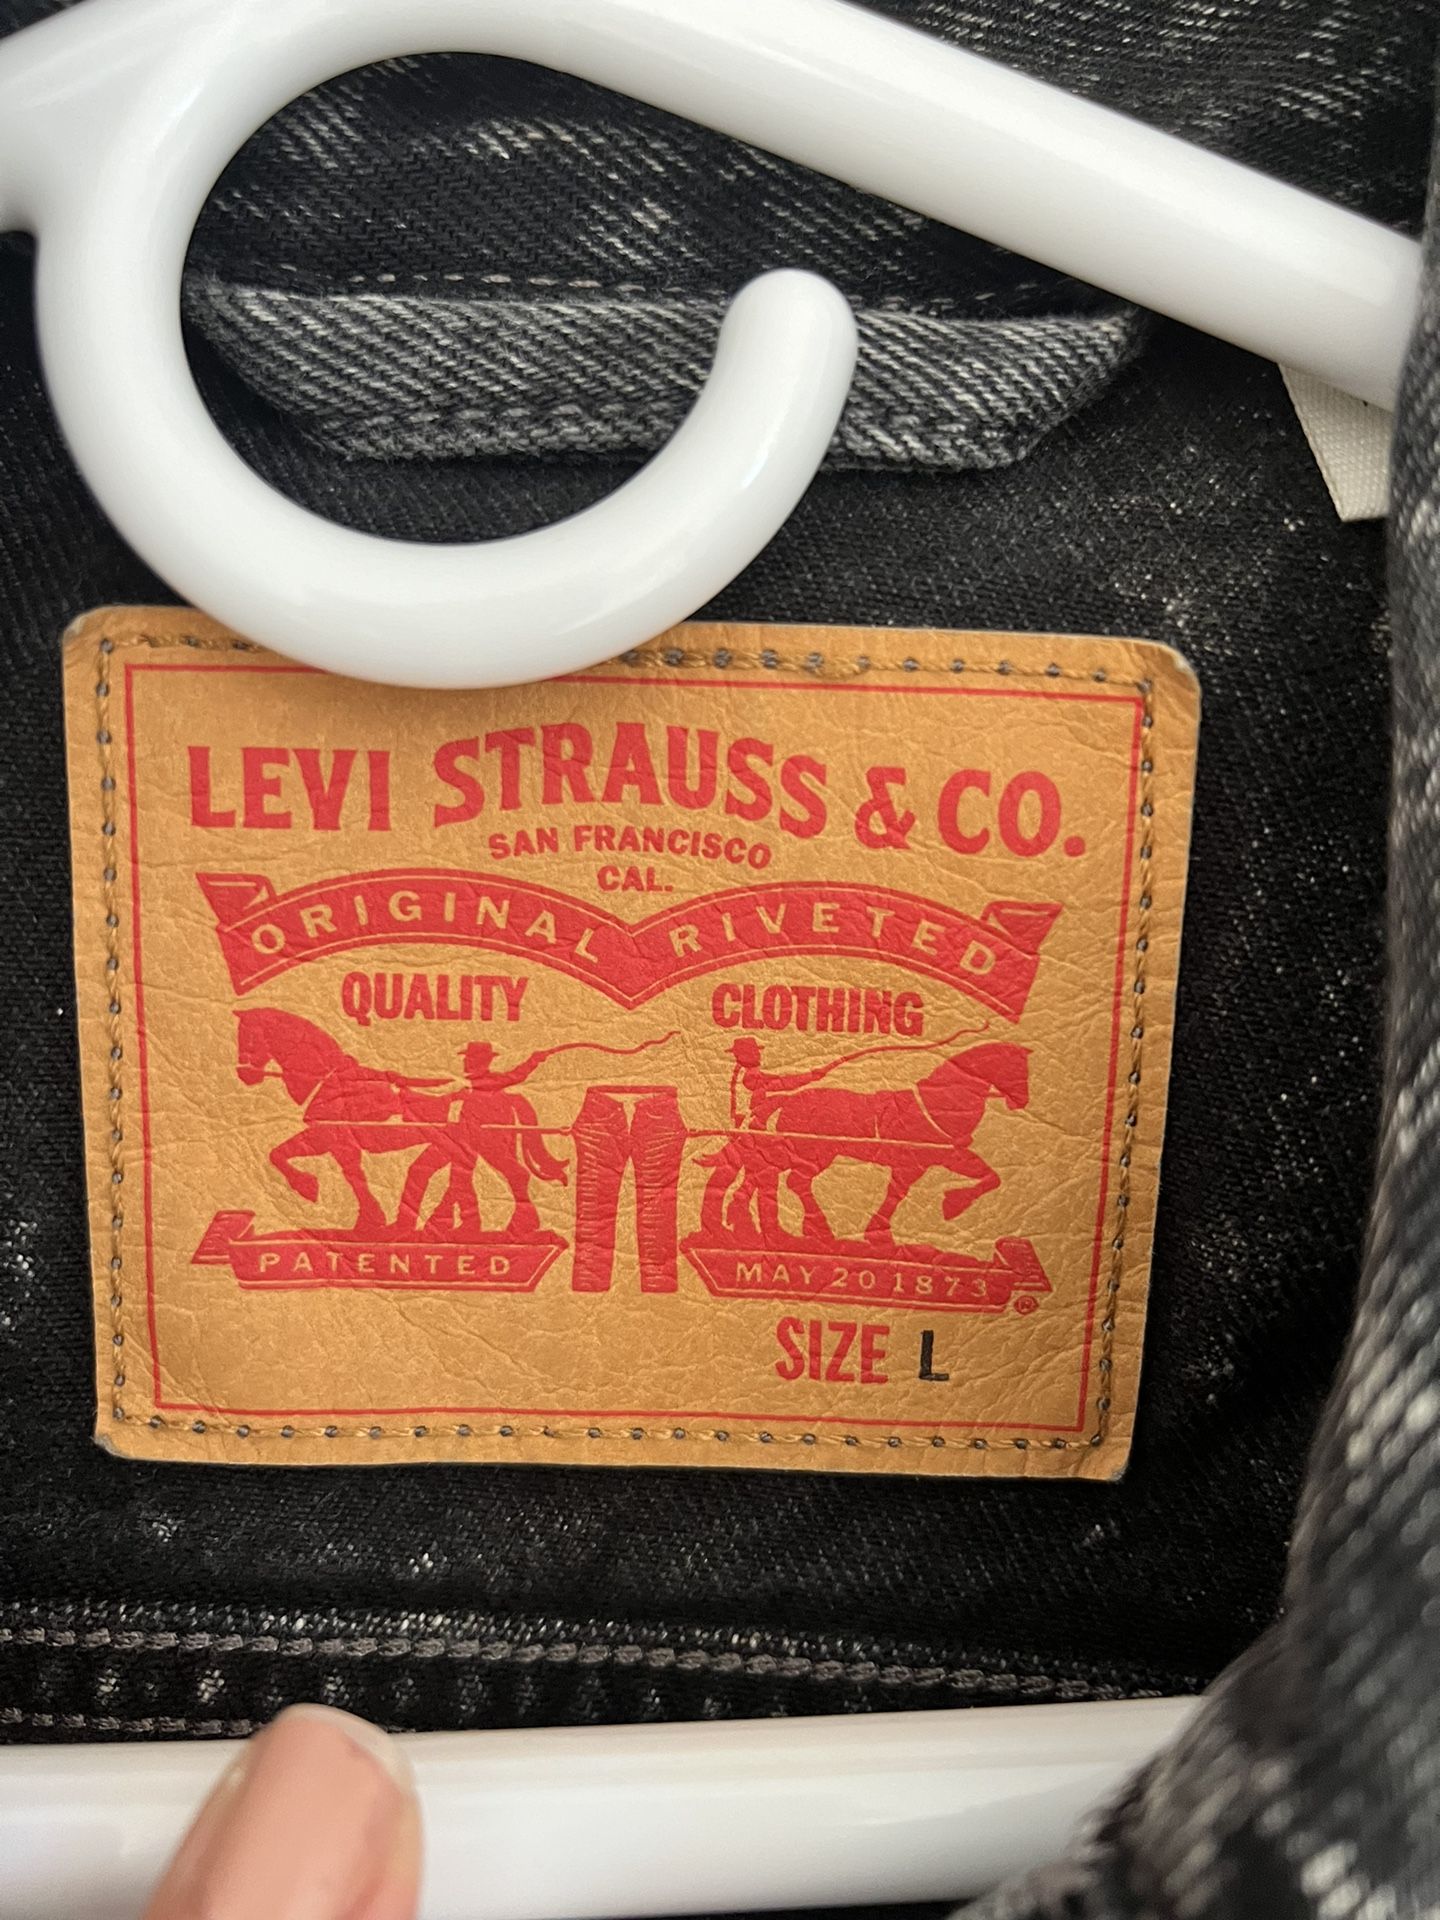 LEVI STRAUSS & CO.
SAN FRANCISCO
CAL.
ORIGINAL RIVETED
QUALITY CLOTHING
PATENTED MAY 20 1873
®
SIZE L